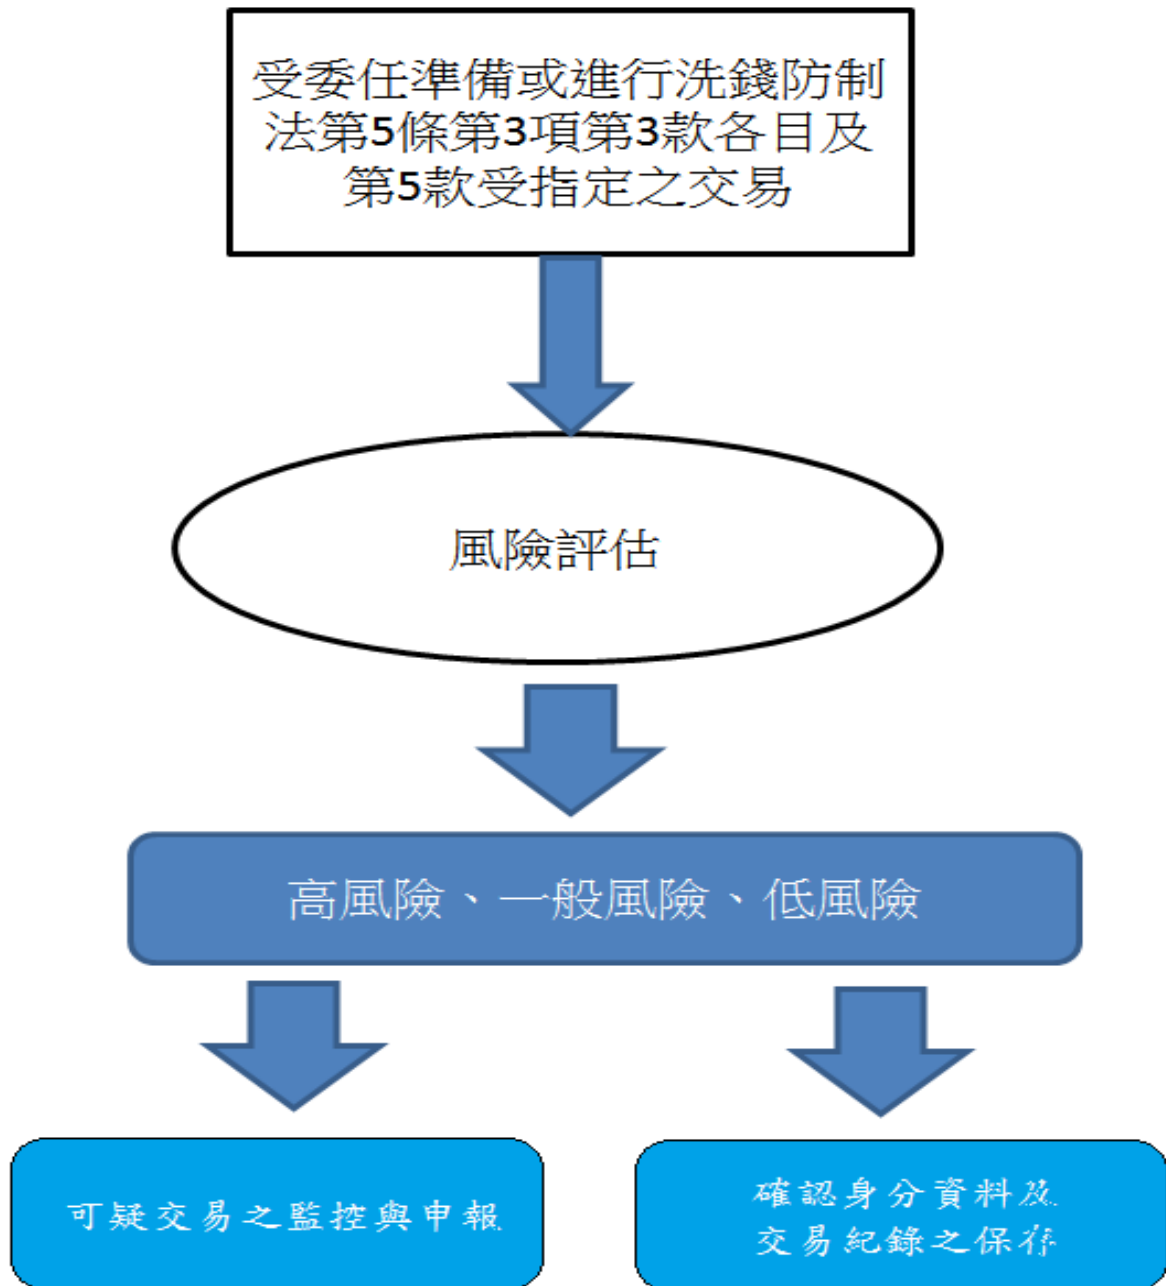 受委任準備或進行洗錢防制
法第5條第3項第3款各目及
第5款受指定之交易
風險評估
高風險、一般風險、低風險
可疑交易之監控與申報
確認身分資料及
交易紀錄之保存